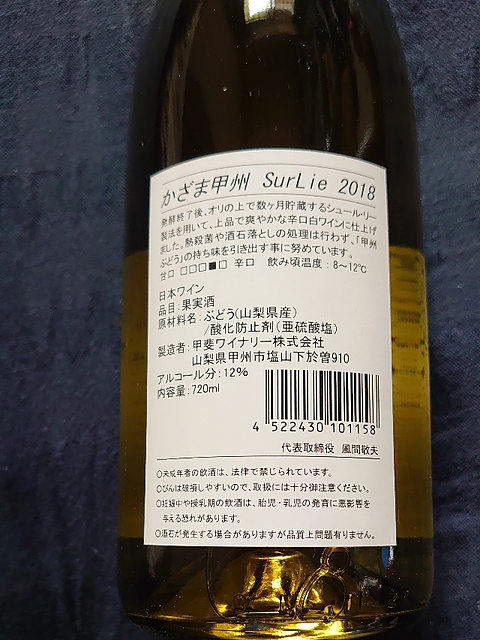 かざま甲州 SurLie 2018
発酵終了後、オリの上で数ヶ月貯蔵するシュール・リー
製法を用いて、上品で爽やかな辛口白ワインに仕上げ
ました。熱殺菌や酒石落としの処理は行わず、「甲州
ぶどう」の持ち味を引き出す事に努めています。
甘口 □□□■□ 辛口 飲み頃温度：8～12℃
日本ワイン
品目：果実酒
原材料名：ぶどう(山梨県産)
/酸化防止剤(亜硫酸塩)
製造者：甲斐ワイナリー株式会社
山梨県甲州市塩山下於曽910
アルコール分：12%
内容量：720ml
4 522430 101158
代表取締役 風間敬夫
○未成年者の飲酒は、法律で禁じられています。
○びんは破損しやすいので、取扱には十分御注意ください。
○妊娠中や授乳期の飲酒は、胎児・乳児の発育に悪影響を
与える恐れがあります。
○酒石が発生する場合がありますが品質上問題有りません。